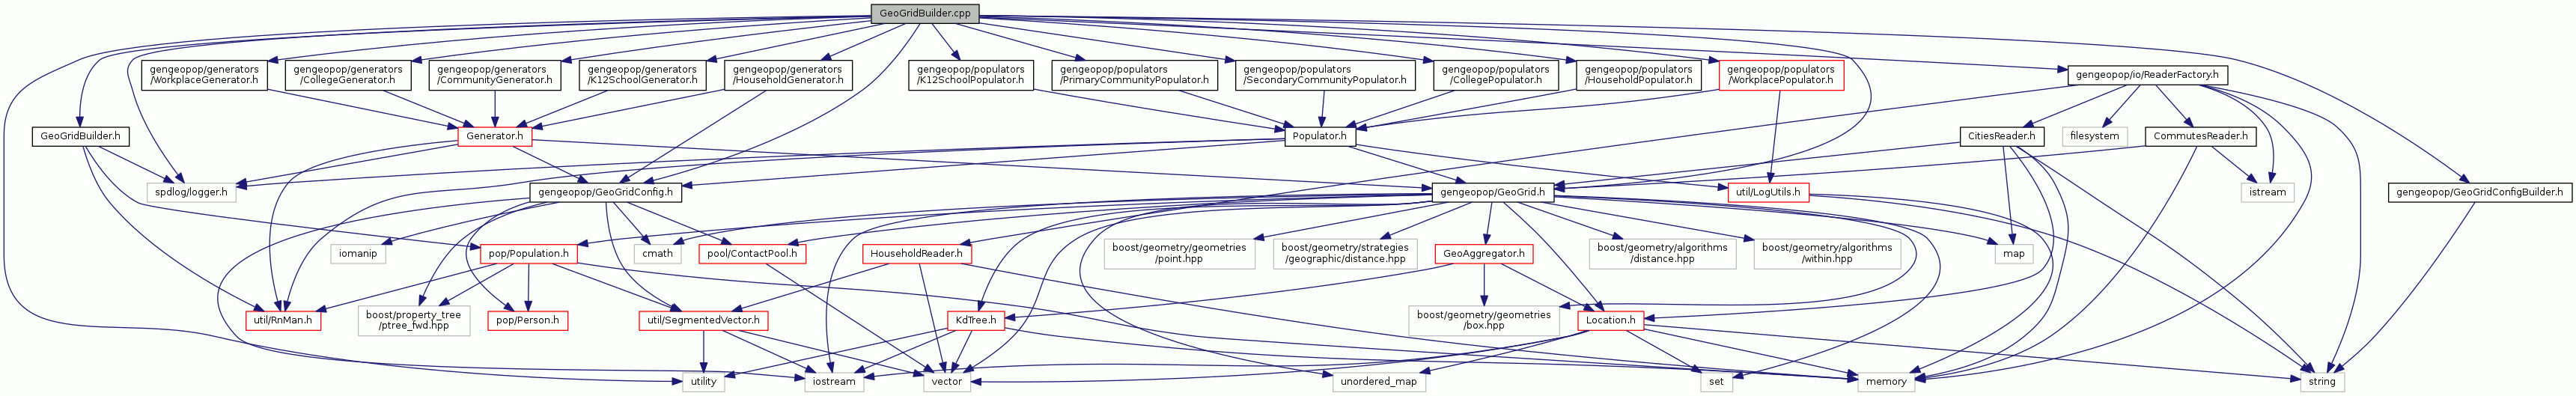 GeoGridBuilder.cpp
gengeopop/generators
/WorkplaceGenerator.h
gengeopop/generators
/CollegeGenerator.h
gengeopop/generators
/CommunityGenerator.h
gengeopop/generators
/K12SchoolGenerator.h
gengeopop/generators
/HouseholdGenerator.h
gengeopop/populators
/K12SchoolPopulator.h
gengeopop/populators
/PrimaryCommunityPopulator.h
gengeopop/populators
/SecondaryCommunityPopulator.h
gengeopop/populators
/CollegePopulator.h
gengeopop/populators
/HouseholdPopulator.h
gengeopop/populators
/WorkplacePopulator.h
gengeopop/io/ReaderFactory.h
GeoGridBuilder.h
Generator.h
Populator.h
CitiesReader.h
filesystem
CommutesReader.h
spdlog/logger.h
gengeopop/GeoGridConfig.h
gengeopop/GeoGrid.h
util/LogUtils.h
istream
gengeopop/GeoGridConfigBuilder.h
iomanip
pop/Population.h
cmath
pool/ContactPool.h
HouseholdReader.h
boost/geometry/geometries
/point.hpp
boost/geometry/strategies
/geographic/distance.hpp
GeoAggregator.h
boost/geometry/algorithms
/distance.hpp
boost/geometry/algorithms
/within.hpp
map
util/RnMan.h
boost/property_tree
/ptree_fwd.hpp
pop/Person.h
util/SegmentedVector.h
KdTree.h
boost/geometry/geometries
/box.hpp
Location.h
utility
iostream
vector
unordered_map
set
memory
string